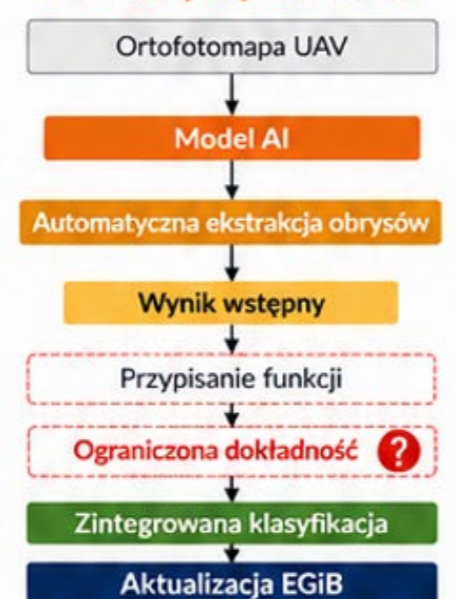 Ortofotomapa UAV
Model AI
Automatyczna ekstrakcja obrysów
Wynik wstępny
Przypisanie funkcji
Ograniczona dokładność ?
Zintegrowana klasyfikacja
Aktualizacja EGiB